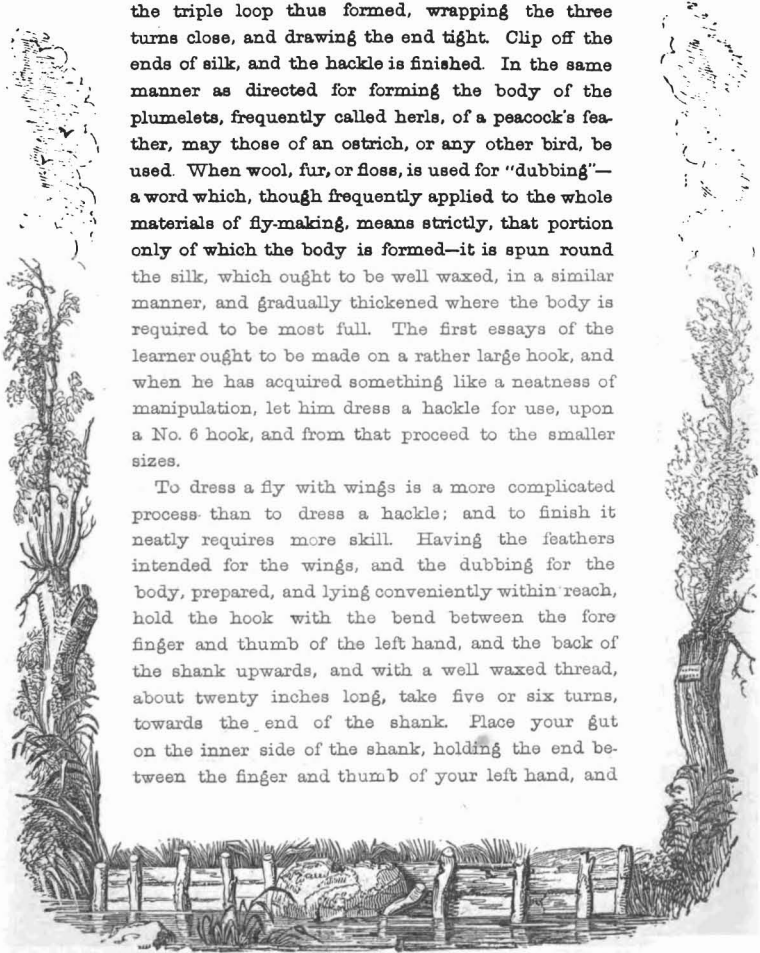 the triple loop thus formed, wrapping the three
turns close, and drawing the end tight. Clip off the
ends of silk, and the hackle is finished. In the same
manner as directed for forming the body of the
plumelets, frequently called herls, of a peacock's fea-
ther, may those of an ostrich, or any other bird, be
used. When wool, fur, or floss, is used for "dubbing"—
a word which, though frequently applied to the whole
materials of fly-making, means strictly, that portion
only of which the body is formed—it is spun round
the silk, which ought to be well waxed, in a similar
manner, and gradually thickened where the body is
required to be most full. The first essays of the
learner ought to be made on a rather large hook, and
when he has acquired something like a neatness of
manipulation, let him dress a hackle for use, upon
a No. 6 hook, and from that proceed to the smaller
sizes.
To dress a fly with wings is a more complicated
process than to dress a hackle; and to finish it
neatly requires more skill. Having the feathers
intended for the wings, and the dubbing for the
body, prepared, and lying conveniently within reach,
hold the hook with the bend between the fore
finger and thumb of the left hand, and the back of
the shank upwards, and with a well waxed thread,
about twenty inches long, take five or six turns,
towards the end of the shank. Place your gut
on the inner side of the shank, holding the end be-
tween the finger and thumb of your left hand, and